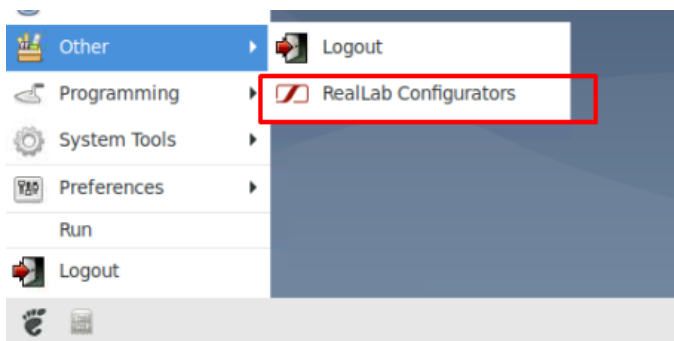 Other
Logout
Programming
RealLab Configurators
System Tools
Preferences
Run
Logout